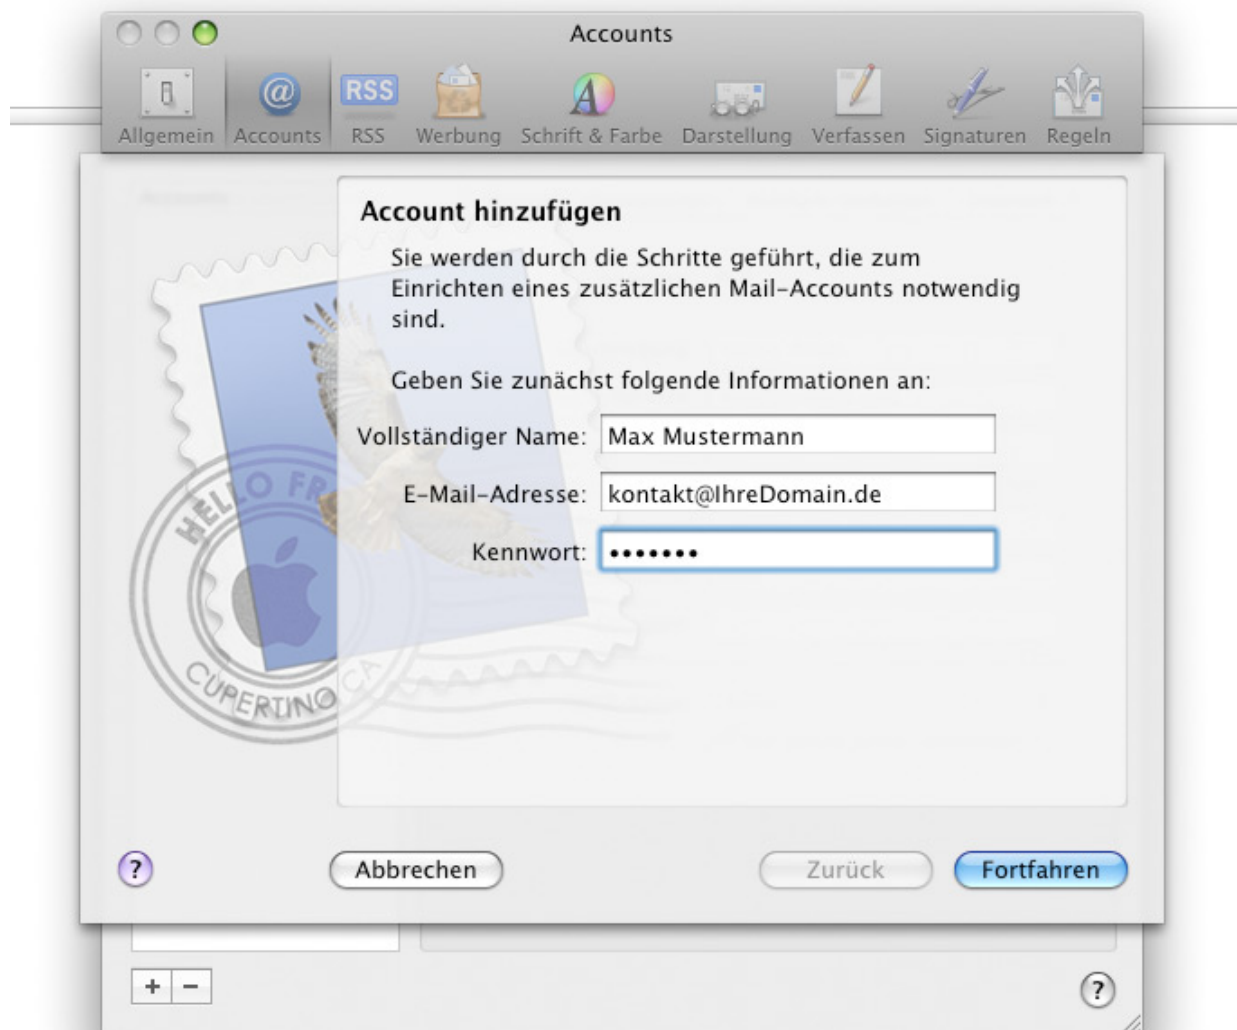 Accounts
RSS
Allgemein Accounts RSS Werbung Schrift & Farbe Darstellung Verfassen Signaturen Regeln
Account hinzufügen
Sie werden durch die Schritte geführt, die zum
Einrichten eines zusätzlichen Mail-Accounts notwendig
sind.
Geben Sie zunächst folgende Informationen an:
Vollständiger Name: Max Mustermann
E-Mail-Adresse: kontakt@IhreDomain.de
Kennwort: •••••••
HELLO FR
CUPERTINO CA
? Abbrechen Zurück Fortfahren
+ − ?